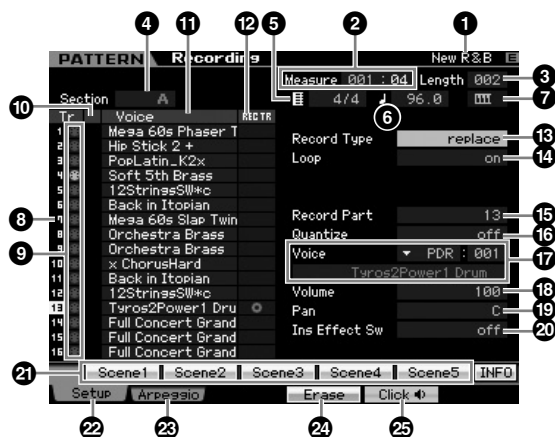 4 11 12 5 2 1
PATTERN Recording New R&B E
Measure 001 : 04 Length 002 3
Section A 4/4 ♩ 96.0 7
10 6
Tr Voice REC TR
1 Mega 60s Phaser T
2 Hip Stick 2 + Record Type replace 13
3 PopLatin_K2x Loop on 14
4 Soft 5th Brass
5 12StringsSW*c
6 Back in Itopian
8 7 Mega 60s Slap Twin Record Part 13 15
8 Orchestra Brass Quantize off 16
9 9 Orchestra Brass Voice ▼ PDR : 001 17
10 x ChorusHard Tyros2Power1 Drum
11 Back in Itopian
12 12StringsSW*c Volume 100 18
13 Tyros2Power1 Dru Pan C 19
14 Full Concert Grand Ins Effect Sw off 20
15 Full Concert Grand
16 Full Concert Grand
21 Scene1 Scene2 Scene3 Scene4 Scene5 INFO
Setup Arpeggio Erase Click
22 23 24 25